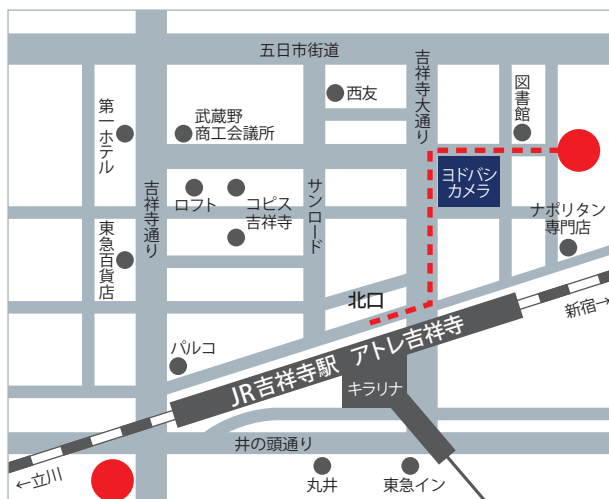 五日市街道
吉祥寺大通り
西友
図書館
第一ホテル
武蔵野
商工会議所
ヨドバシ
カメラ
吉祥寺通り
ロフト
コピス
吉祥寺
サンロード
ナポリタン
専門店
東急百貨店
北口
新宿→
パルコ
JR吉祥寺駅 アトレ吉祥寺
キラリナ
井の頭通り
←立川
丸井
東急イン